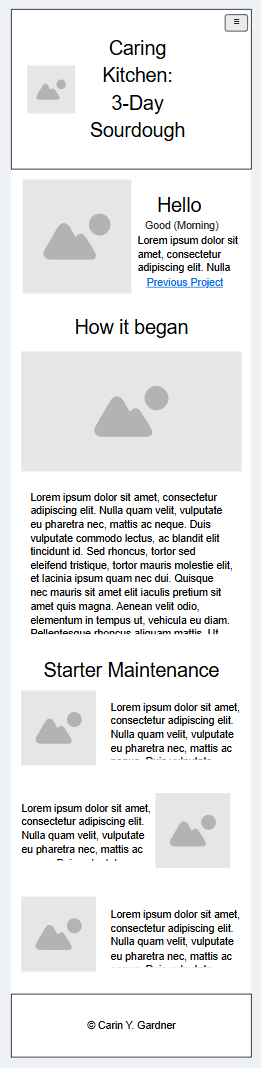 ≡
Caring
Kitchen:
3-Day
Sourdough
Hello
Good (Morning)
Lorem ipsum dolor sit
amet, consectetur
adipiscing elit. Nulla
Previous Project
How it began
Lorem ipsum dolor sit amet, consectetur
adipiscing elit. Nulla quam velit, vulputate
eu pharetra nec, mattis ac neque. Duis
vulputate commodo lectus, ac blandit elit
tincidunt id. Sed rhoncus, tortor sed
eleifend tristique, tortor mauris molestie elit,
et lacinia ipsum quam nec dui. Quisque
nec mauris sit amet elit iaculis pretium sit
amet quis magna. Aenean velit odio,
elementum in tempus ut, vehicula eu diam.
Pellentesque rhoncus aliquam mattis. Ut
Starter Maintenance
Lorem ipsum dolor sit amet,
consectetur adipiscing elit.
Nulla quam velit, vulputate
eu pharetra nec, mattis ac
Lorem ipsum dolor sit amet,
consectetur adipiscing elit.
Nulla quam velit, vulputate
eu pharetra nec, mattis ac
Lorem ipsum dolor sit amet,
consectetur adipiscing elit.
Nulla quam velit, vulputate
eu pharetra nec, mattis ac
© Carin Y. Gardner